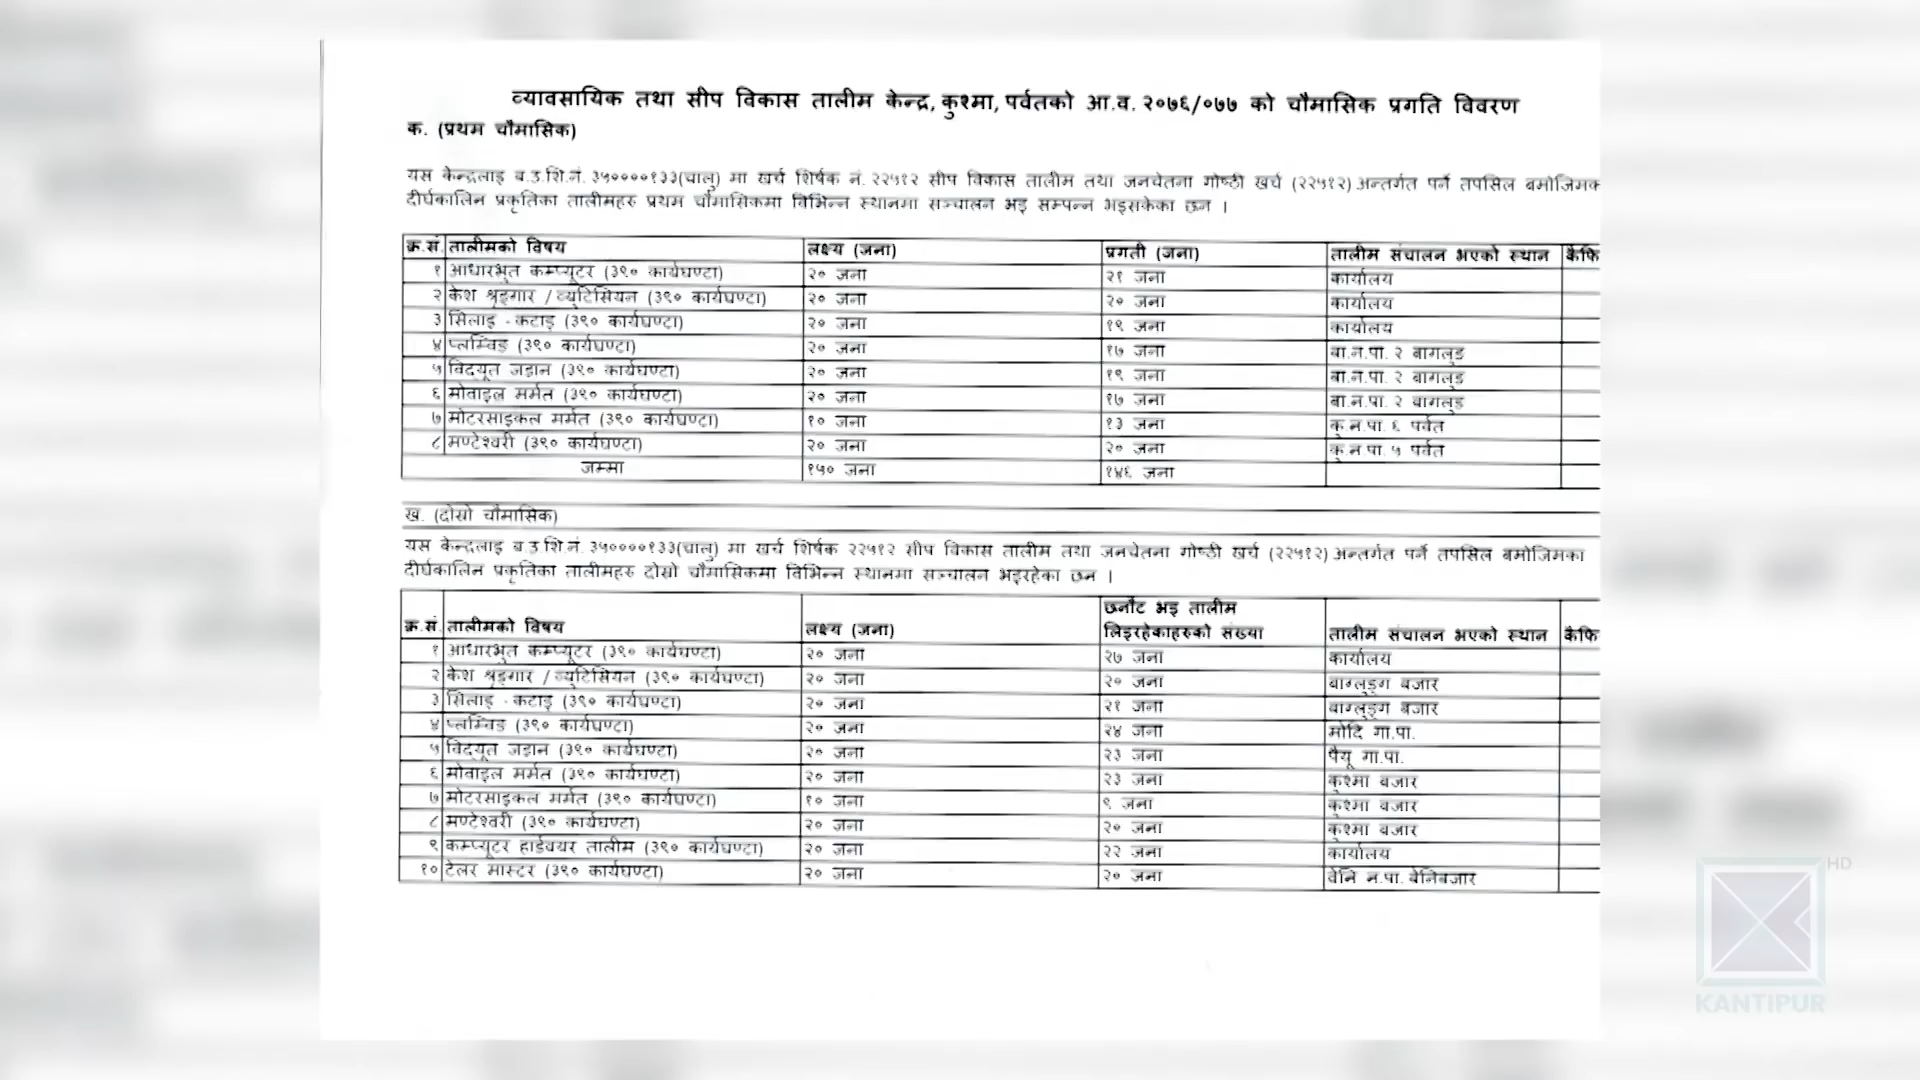 व्यावसायिक तथा सीप विकास तालीम केन्द्र, कुश्मा, पर्वतको आ.व. २०७६/०७७ को चौमासिक प्रगति विवरण
क. (प्रथम चौमासिक)
यस केन्द्रलाइ ब.उ.शि.नं. ३५००००१३३(चालु) मा खर्च शिर्षक नं. २२५१२ सीप विकास तालीम तथा जनचेतना गोष्ठी खर्च (२२५१२) अन्तर्गत पर्ने तपसिल बमोजिमक
दीर्घकालिन प्रकृतिका तालीमहरु प्रथम चौमासिकमा विभिन्न स्थानमा सञ्चालन भइ सम्पन्न भइसकेका छन ।
क्र.सं. तालीमको विषय लक्ष्य (जना) प्रगती (जना) तालीम संचालन भएको स्थान कैफि
१ आधारभुत कम्प्यूटर (३९० कार्यघण्टा) २० जना २१ जना कार्यालय
२ केश श्रृङ्गार / व्युटिसियन (३९० कार्यघण्टा) २० जना २० जना कार्यालय
३ सिलाइ - कटाइ (३९० कार्यघण्टा) २० जना १९ जना कार्यालय
४ प्लम्विङ (३९० कार्यघण्टा) २० जना १७ जना बा.न.पा. २ बागलुङ
५ विद्यूत जडान (३९० कार्यघण्टा) २० जना १९ जना बा.न.पा. २ बागलुङ
६ मोवाइल मर्मत (३९० कार्यघण्टा) २० जना १७ जना बा.न.पा. २ बागलुङ
७ मोटरसाइकल मर्मत (३९० कार्यघण्टा) १० जना १३ जना कु.न.पा. ६ पर्वत
८ मण्टेश्वरी (३९० कार्यघण्टा) २० जना २० जना कु.न.पा. ५ पर्वत
जम्मा १५० जना १४६ जना
ख. (दोस्रो चौमासिक)
यस केन्द्रलाइ ब.उ.शि.नं. ३५००००१३३(चालु) मा खर्च शिर्षक २२५१२ सीप विकास तालीम तथा जनचेतना गोष्ठी खर्च (२२५१२) अन्तर्गत पर्ने तपसिल बमोजिमका
दीर्घकालिन प्रकृतिका तालीमहरु दोस्रो चौमासिकमा विभिन्न स्थानमा सञ्चालन भइरहेका छन ।
क्र.सं. तालीमको विषय लक्ष्य (जना) छनौट भइ तालीम लिइरहेकाहरुको संख्या तालीम संचालन भएको स्थान कैफि
१ आधारभुत कम्प्यूटर (३९० कार्यघण्टा) २० जना २७ जना कार्यालय
२ केश श्रृङ्गार / व्युटिसियन (३९० कार्यघण्टा) २० जना २० जना बाग्लुङ्ग बजार
३ सिलाइ - कटाइ (३९० कार्यघण्टा) २० जना २१ जना बाग्लुङ्ग बजार
४ प्लम्विङ (३९० कार्यघण्टा) २० जना २४ जना मोदि गा.पा.
५ विद्यूत जडान (३९० कार्यघण्टा) २० जना २३ जना पैयू गा.पा.
६ मोवाइल मर्मत (३९० कार्यघण्टा) २० जना २३ जना कुश्मा बजार
७ मोटरसाइकल मर्मत (३९० कार्यघण्टा) १० जना ९ जना कुश्मा बजार
८ मण्टेश्वरी (३९० कार्यघण्टा) २० जना २० जना कुश्मा बजार
९ कम्प्यूटर हार्डवयर तालीम (३९० कार्यघण्टा) २० जना २२ जना कार्यालय
१० टेलर मास्टर (३९० कार्यघण्टा) २० जना २० जना वेनि न.पा. वेनिबजार
HD
KANTIPUR